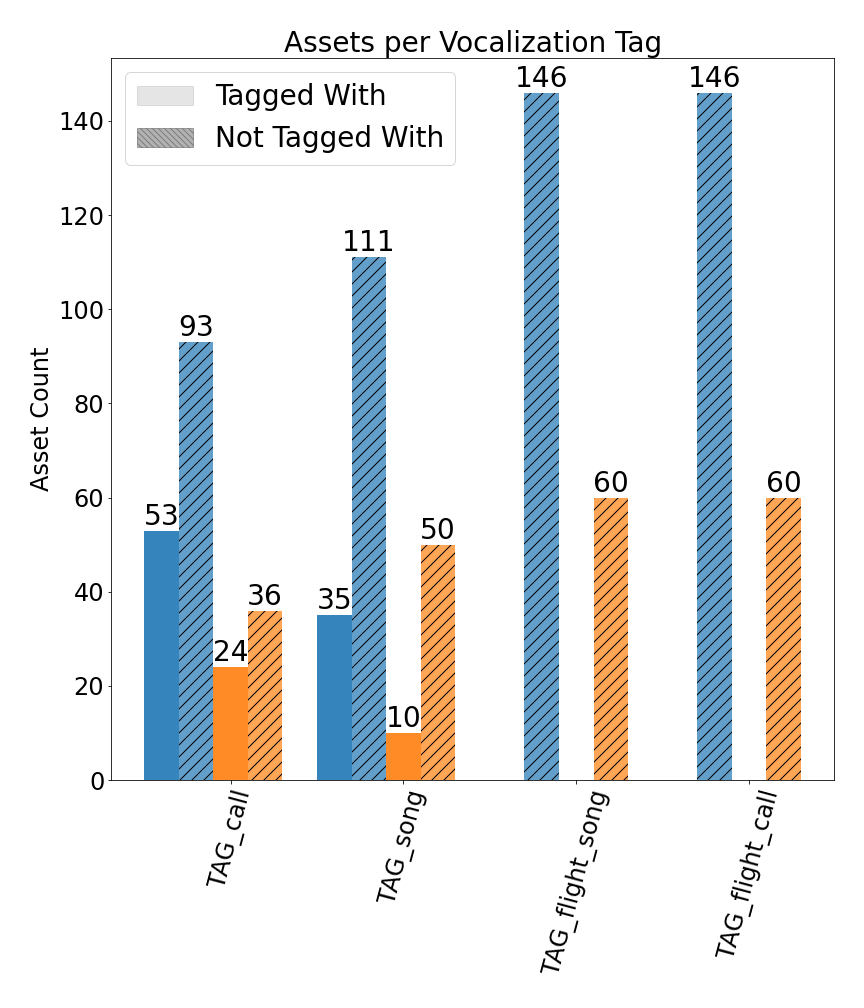 Assets per Vocalization Tag
Tagged With
Not Tagged With
Asset Count
140
120
100
80
60
40
20
0
53
93
24
36
35
111
10
50
146
60
146
60
TAG_call
TAG_song
TAG_flight_song
TAG_flight_call